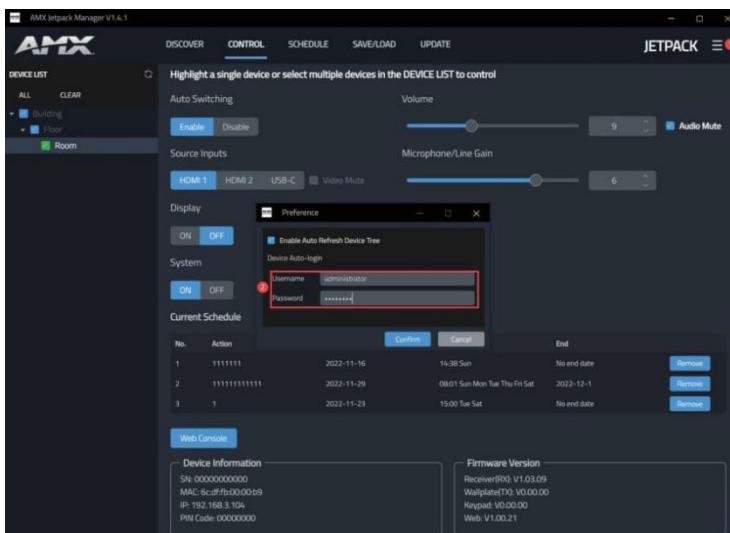 AMX Jetpack Manager V1.4.1
AMX
DISCOVER CONTROL SCHEDULE SAVE/LOAD UPDATE
JETPACK
DEVICE LIST
ALL CLEAR
Building
Floor
Room
Highlight a single device or select multiple devices in the DEVICE LIST to control
Auto Switching Volume
Enable Disable 9 Audio Mute
Source Inputs Microphone/Line Gain
HDMI 1 HDMI 2 USB-C Video Mute 6
Display
ON OFF
System
ON OFF
Preference
Enable Auto Refresh Device Tree
Device Auto-login
2
Username administrator
Password ********
Confirm Cancel
Current Schedule
No. Action End
1 1111111 2022-11-16 14:38 Sun No end date Remove
2 111111111111 2022-11-29 08:01 Sun Mon Tue Thu Fri Sat 2022-12-1 Remove
3 1 2022-11-23 15:00 Tue Sat No end date Remove
Web Console
Device Information
SN: 00000000000
MAC: 6c:df:fb:00:00:b9
IP: 192.168.3.104
PIN Code: 00000000
Firmware Version
Receiver(RX): V1.03.09
Wallplate(TX): V0.00.00
Keypad: V0.00.00
Web: V1.00.21